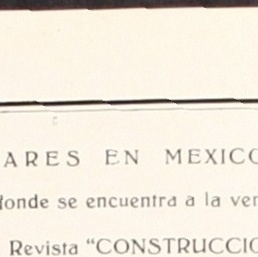 ARES EN MEXICO
donde se encuentra a la ven
Revista “CONSTRUCCIO